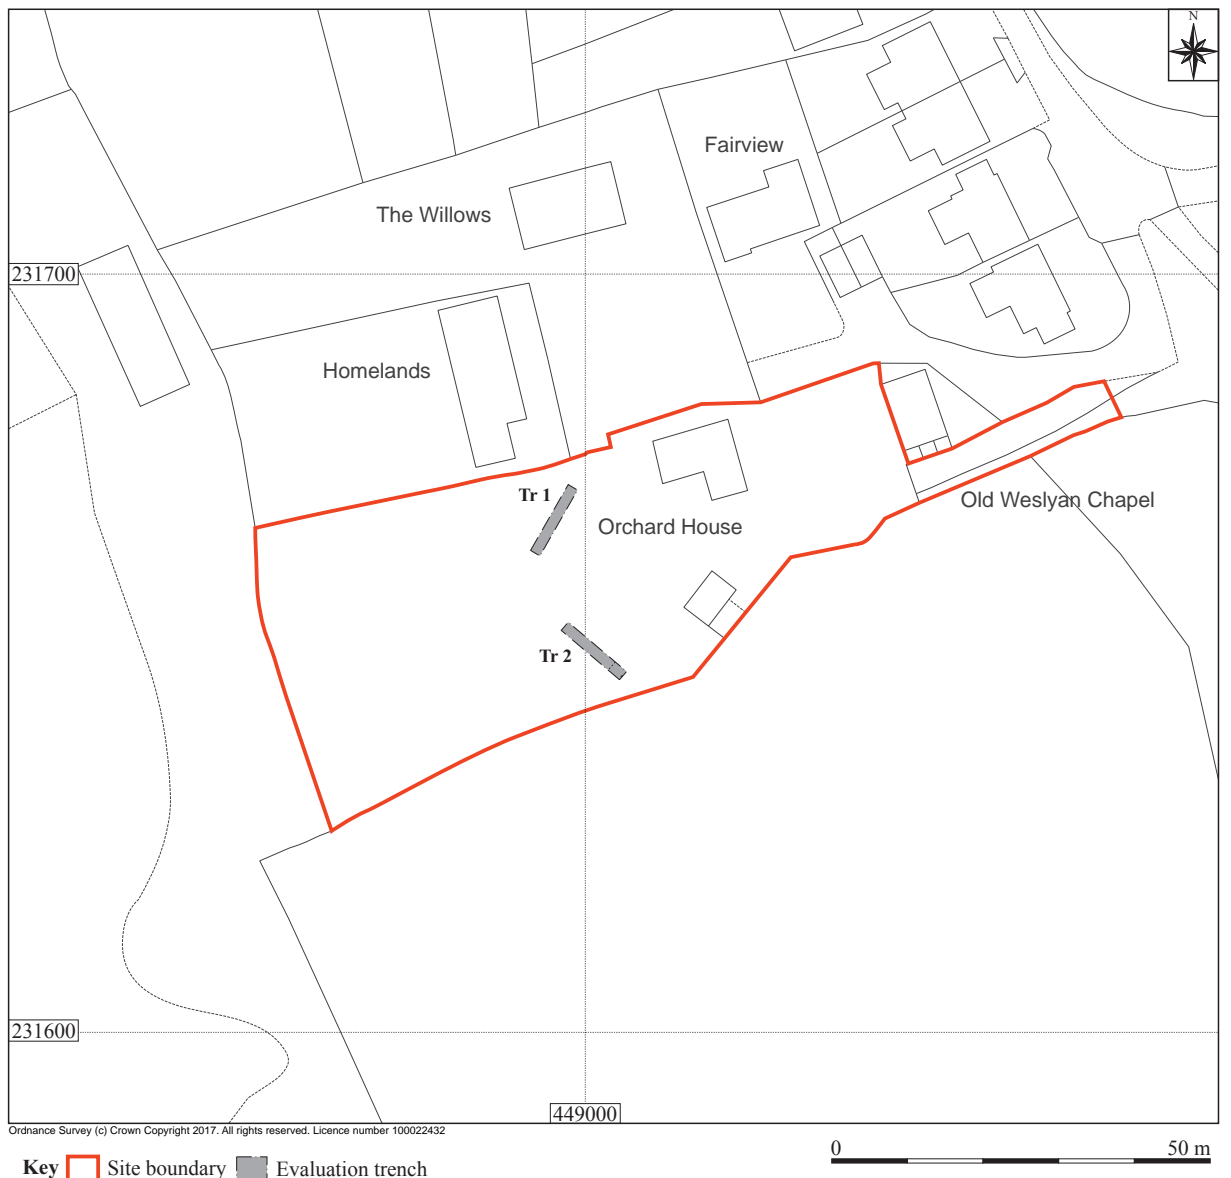 N
Fairview
The Willows
231700
Homelands
Tr 1
Old Weslyan Chapel
Orchard House
Tr 2
231600
449000
Ordnance Survey (c) Crown Copyright 2017. All rights reserved. Licence number 100022432
0 50 m
Key Site boundary Evaluation trench